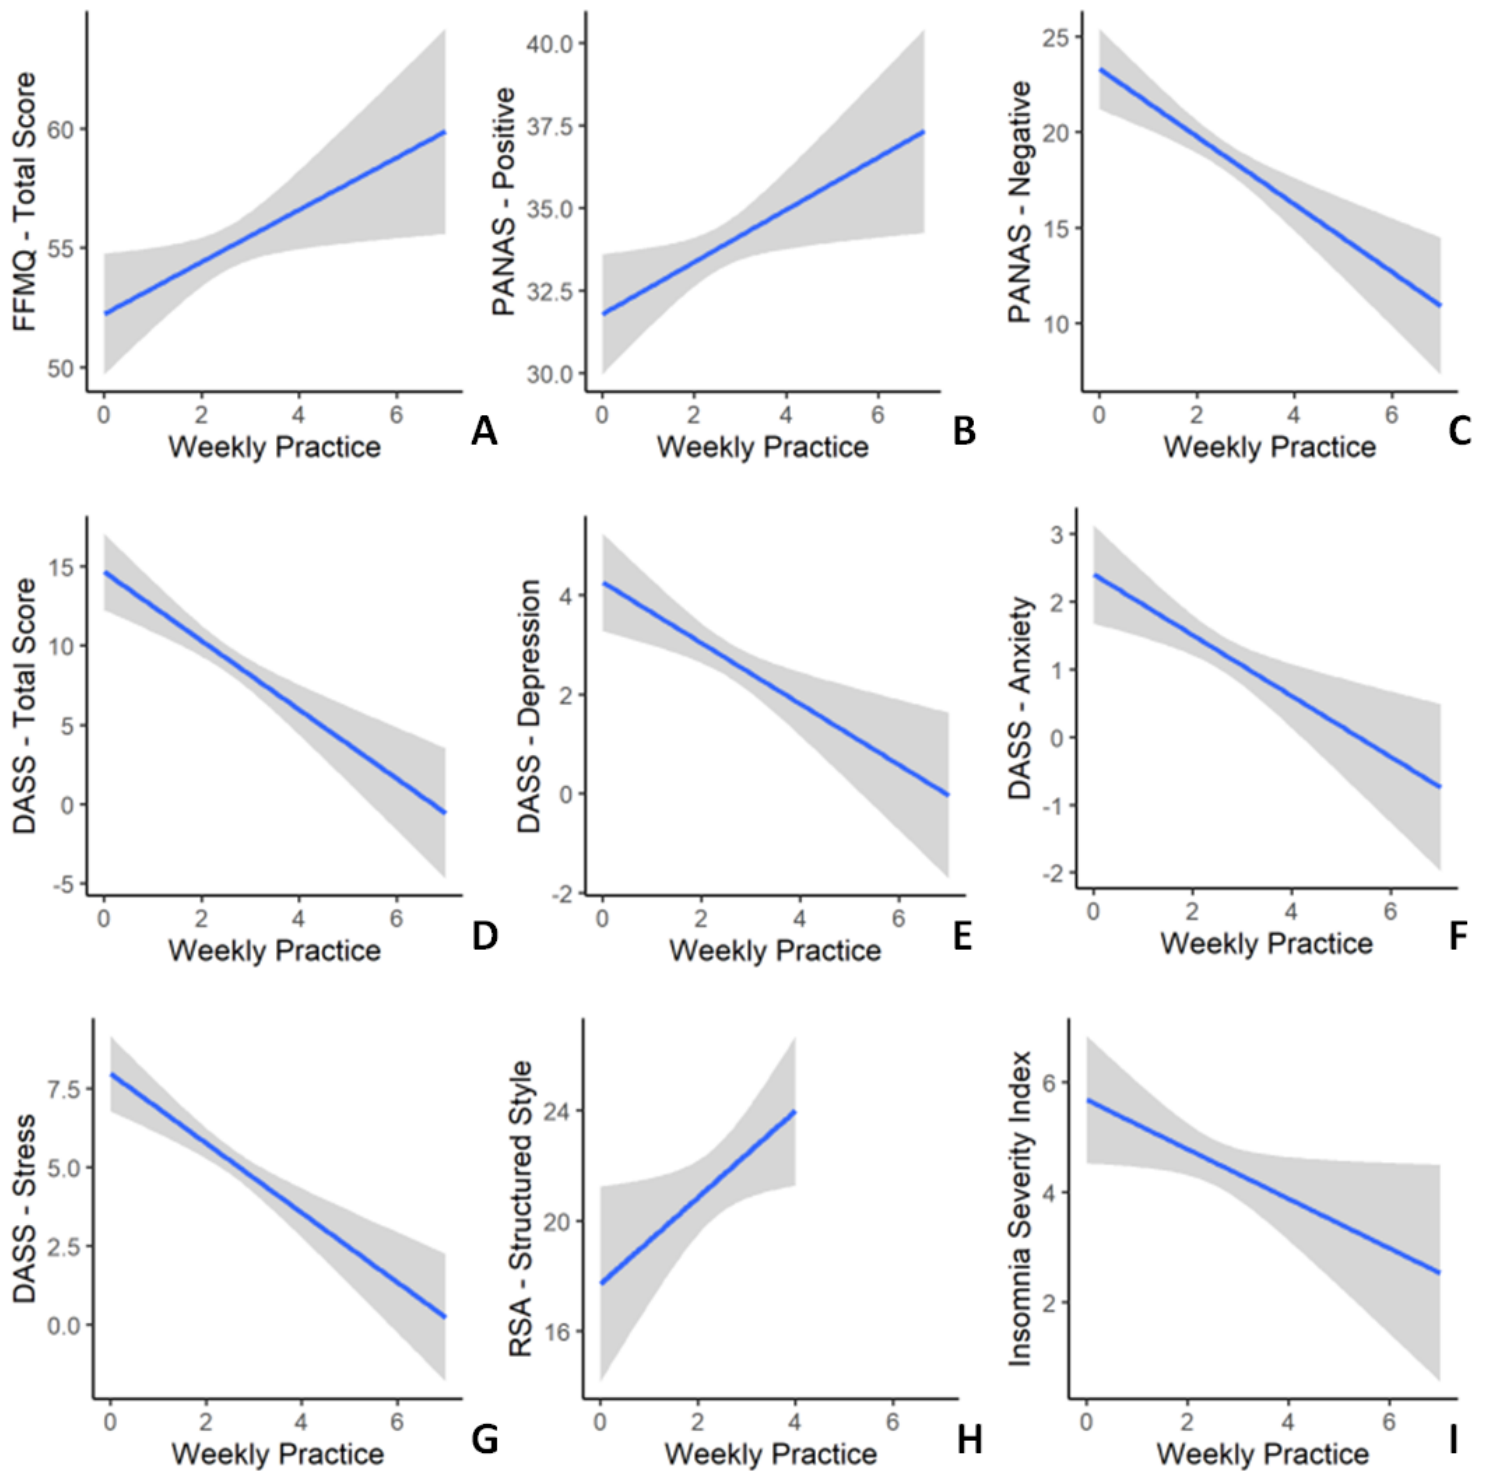 FFMQ - Total Score
60
55
50
0 2 4 6
Weekly Practice
A
PANAS - Positive
40.0
37.5
35.0
32.5
30.0
0 2 4 6
Weekly Practice
B
PANAS - Negative
25
20
15
10
0 2 4 6
Weekly Practice
C
DASS - Total Score
15
10
5
0
-5
0 2 4 6
Weekly Practice
D
DASS - Depression
4
2
0
-2
0 2 4 6
Weekly Practice
E
DASS - Anxiety
3
2
1
0
-1
-2
0 2 4 6
Weekly Practice
F
DASS - Stress
7.5
5.0
2.5
0.0
0 2 4 6
Weekly Practice
G
RSA - Structured Style
24
20
16
0 2 4 6
Weekly Practice
H
Insomnia Severity Index
6
4
2
0 2 4 6
Weekly Practice
I